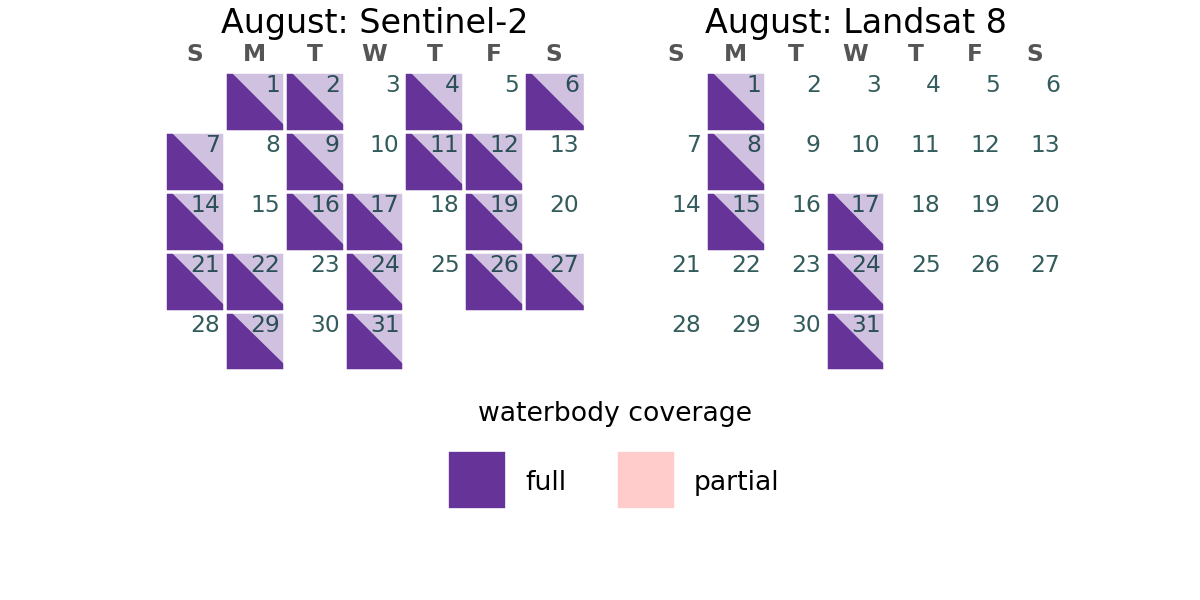 August: Sentinel-2
S M T W T F S
1 2 3 4 5 6
7 8 9 10 11 12 13
14 15 16 17 18 19 20
21 22 23 24 25 26 27
28 29 30 31
August: Landsat 8
S M T W T F S
1 2 3 4 5 6
7 8 9 10 11 12 13
14 15 16 17 18 19 20
21 22 23 24 25 26 27
28 29 30 31
waterbody coverage
full partial